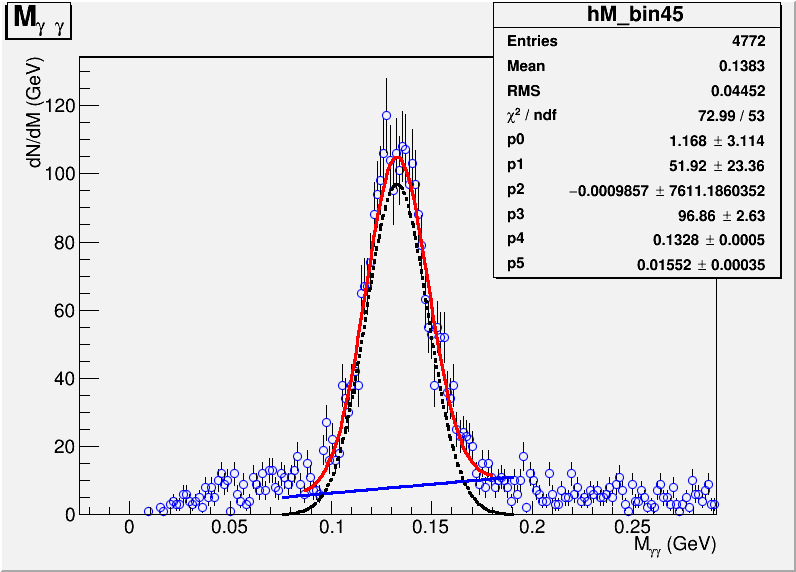 M_γ γ
hM_bin45
Entries 4772
Mean 0.1383
RMS 0.04452
χ² / ndf 72.99 / 53
p0 1.168 ± 3.114
p1 51.92 ± 23.36
p2 −0.0009857 ± 7611.1860352
p3 96.86 ± 2.63
p4 0.1328 ± 0.0005
p5 0.01552 ± 0.00035
dN/dM (GeV)
120
100
80
60
40
20
0
0 0.05 0.1 0.15 0.2 0.25
M_γγ (GeV)